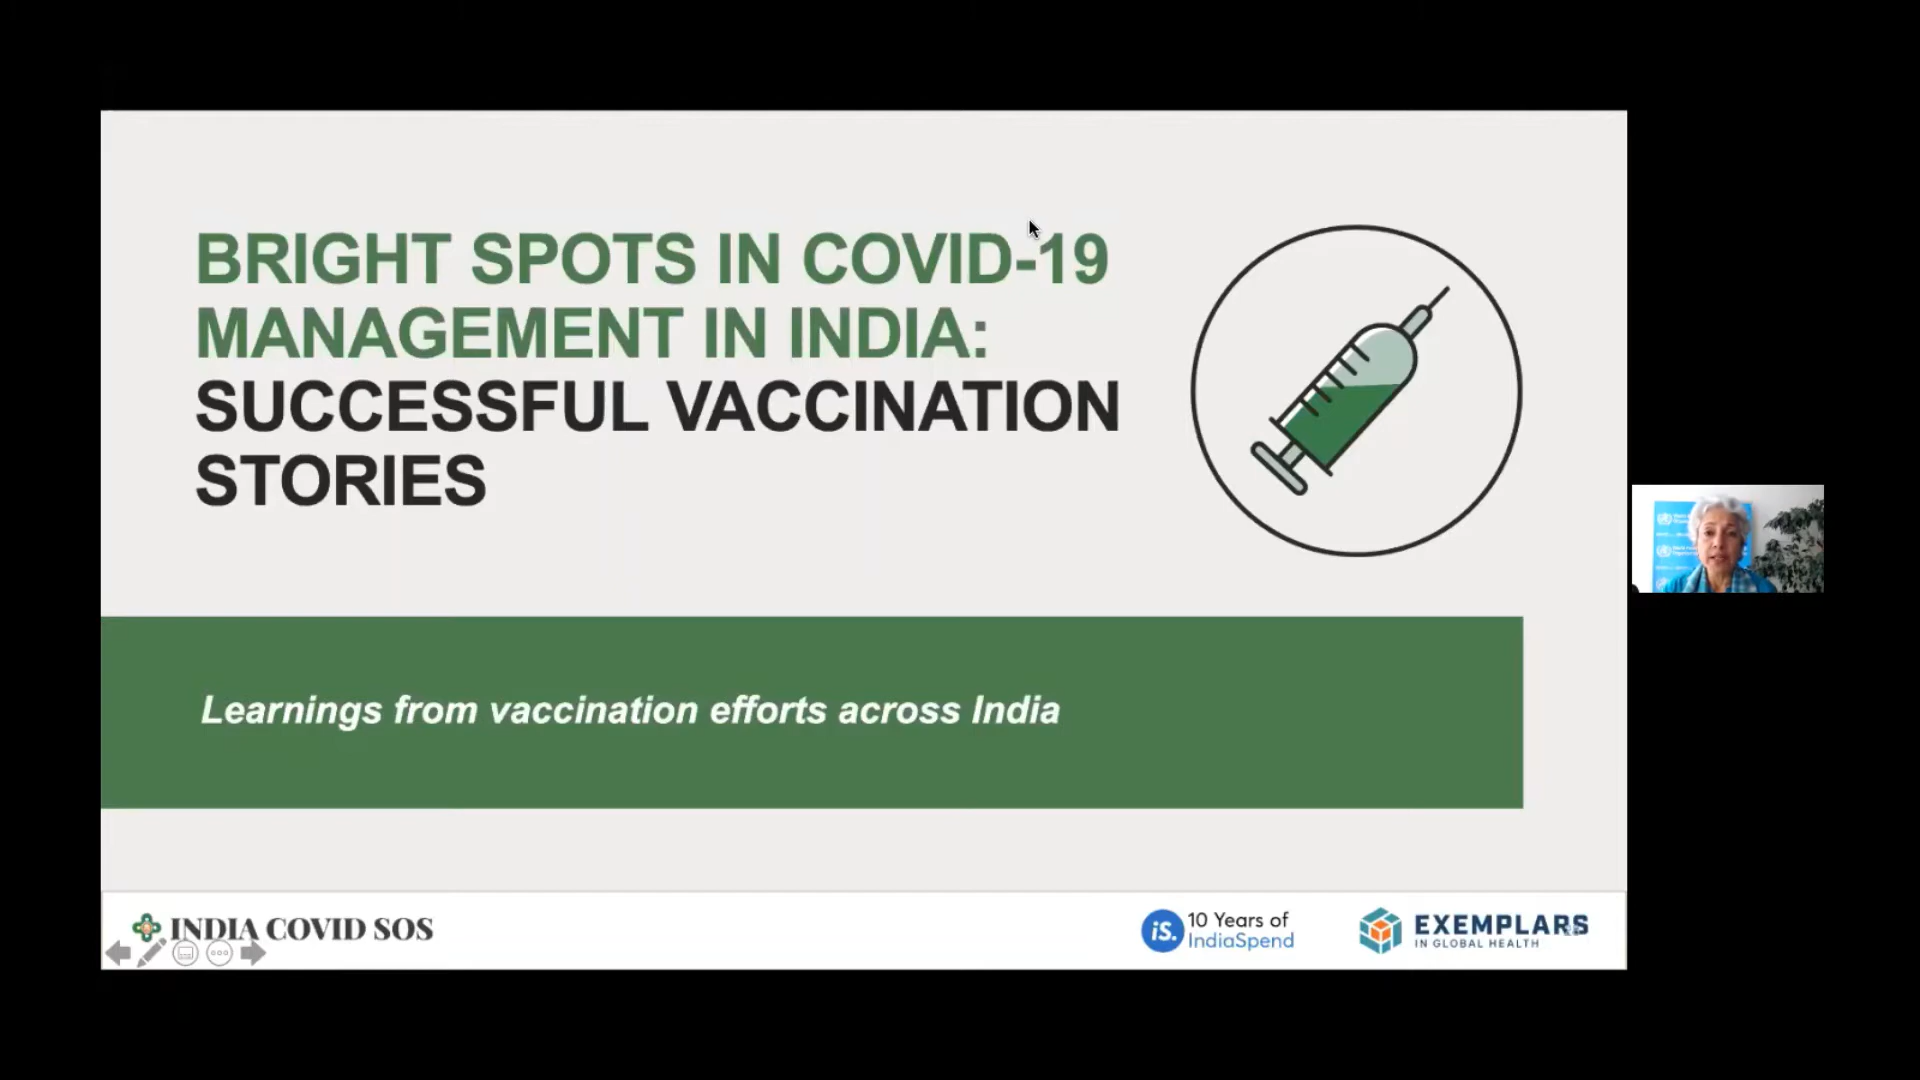 BRIGHT SPOTS IN COVID-19
MANAGEMENT IN INDIA:
SUCCESSFUL VACCINATION
STORIES
Learnings from vaccination efforts across India
INDIA COVID SOS
iS.
10 Years of
IndiaSpend
EXEMPLARS
IN GLOBAL HEALTH